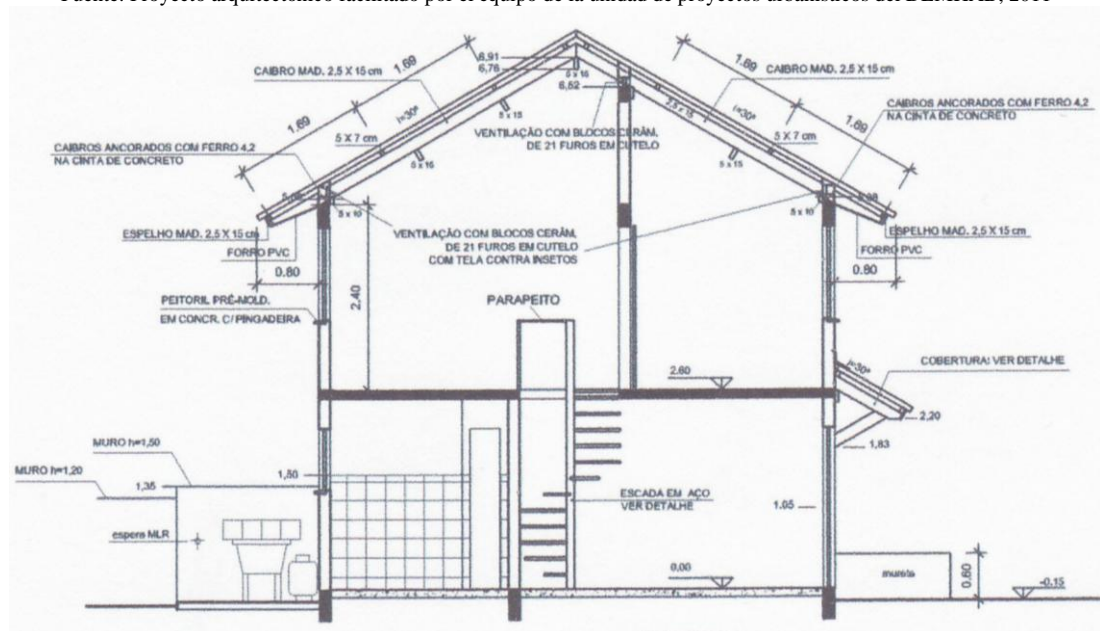 6,91
6,76
1.69
CAIBRO MAD. 2,5 X 15 cm
5 x 15
6,52
1.69
CAIBRO MAD. 2,5 X 15 cm
i=30º
5 x 15
2,5 x 15
i=30º
1.69
5 X 7 cm
VENTILAÇÃO COM BLOCOS CERÂM,
DE 21 FUROS EM CUTELO
5 X 7 cm
1.69
CAIBROS ANCORADOS COM FERRO 4,2
NA CINTA DE CONCRETO
CAIBROS ANCORADOS COM FERRO 4,2
NA CINTA DE CONCRETO
5 x 15
5 x 15
5 x 10
5 x 10
ESPELHO MAD. 2,5 X 15 cm
FORRO PVC
0.80
VENTILAÇÃO COM BLOCOS CERÂM,
DE 21 FUROS EM CUTELO
COM TELA CONTRA INSETOS
ESPELHO MAD. 2,5 X 15 cm
FORRO PVC
0.80
2,40
PEITORIL PRÉ-MOLD.
EM CONCR. C/ PINGADEIRA
PARAPEITO
2.60
i=30º
COBERTURA: VER DETALHE
2,20
1,83
MURO h=1,50
MURO h=1,20
1,35
1,50
ESCADA EM AÇO
VER DETALHE
1.05
espera MLR
0,00
mureta
0.60
-0.15